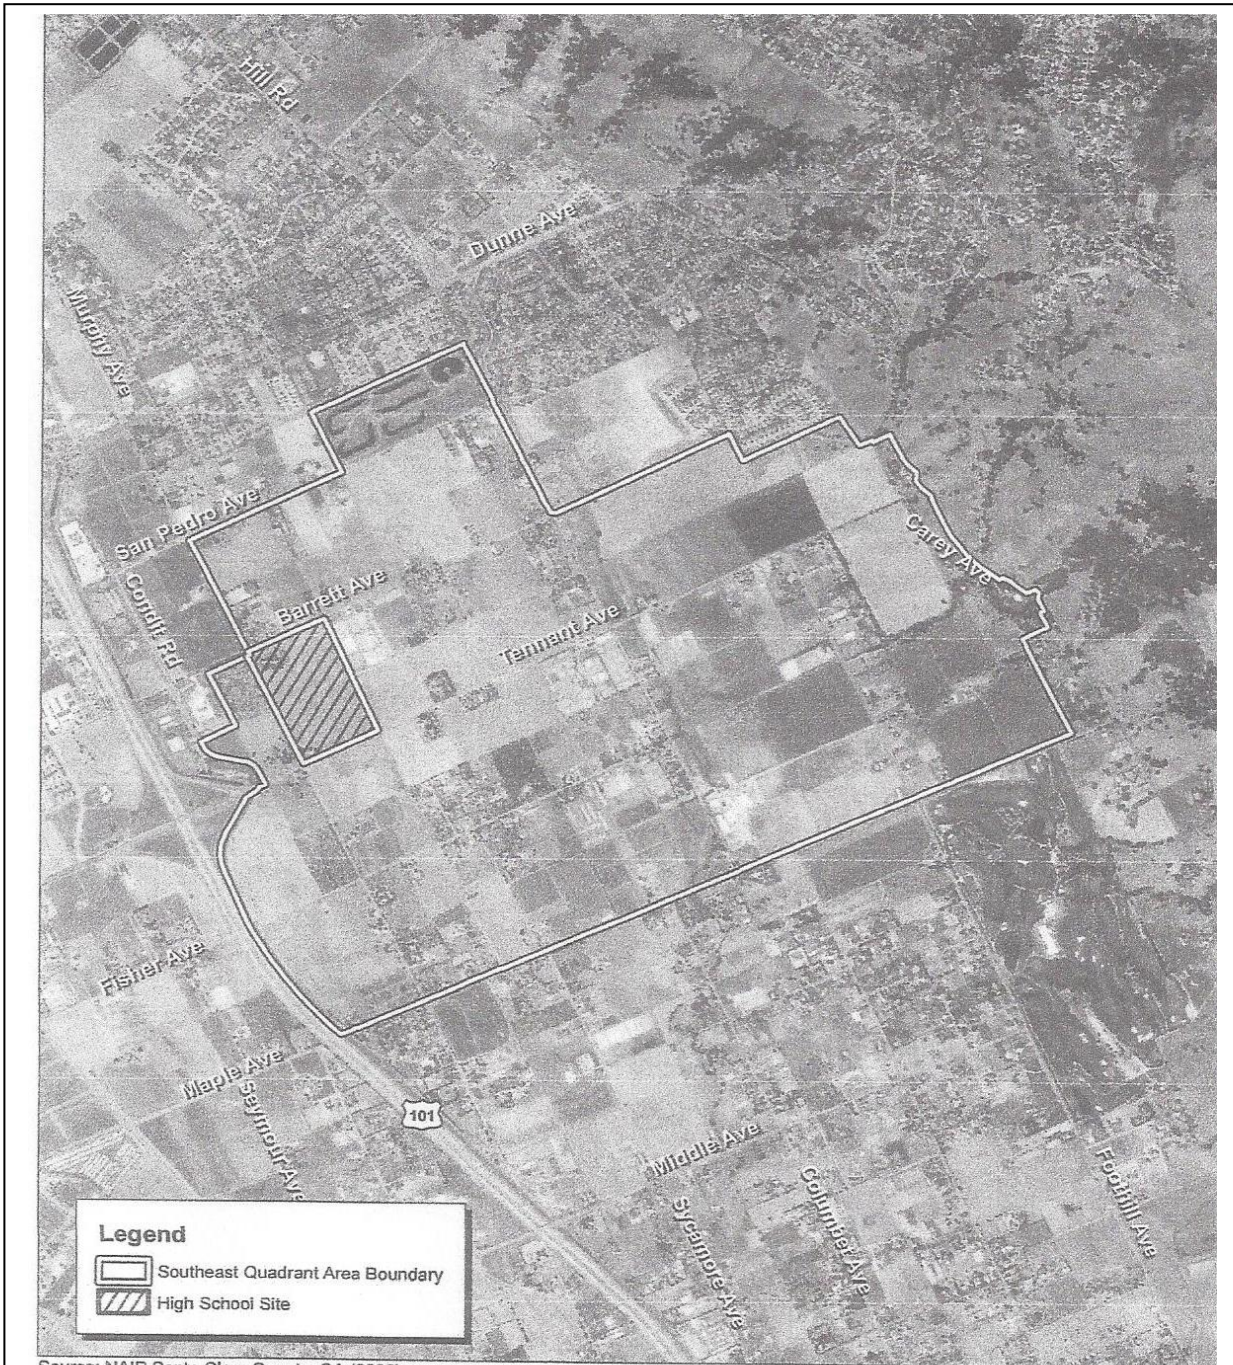 Hill Rd
Dunne Ave
Murphy Ave
San Pedro Ave
Carey Ave
Condit Rd
Barrett Ave
Tennant Ave
Fisher Ave
Maple Ave
Seymour Ave
101
Middle Ave
Foothill Ave
Columbet Ave
Sycamore Ave
Legend
Southeast Quadrant Area Boundary
High School Site